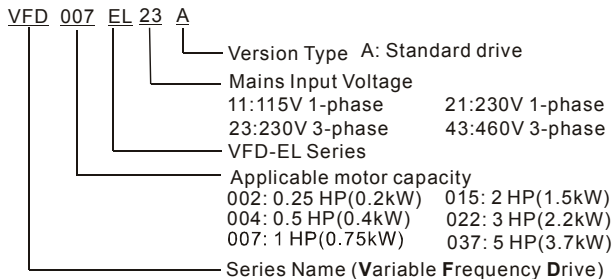 VFD 007 EL 23 A
Version Type A: Standard drive
Mains Input Voltage
11:115V 1-phase 21:230V 1-phase
23:230V 3-phase 43:460V 3-phase
VFD-EL Series
Applicable motor capacity
002: 0.25 HP(0.2kW) 015: 2 HP(1.5kW)
004: 0.5 HP(0.4kW) 022: 3 HP(2.2kW)
007: 1 HP(0.75kW) 037: 5 HP(3.7kW)
Series Name (Variable Frequency Drive)